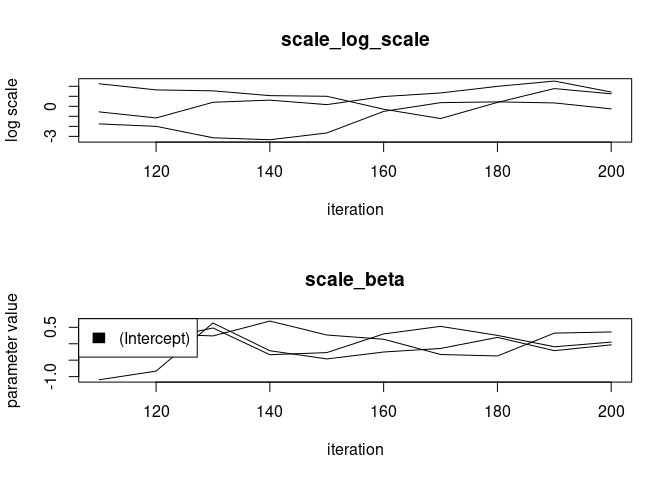 scale_log_scale
log scale
0
-3
120 140 160 180 200
iteration
scale_beta
parameter value
0.5
-1.0
(Intercept)
120 140 160 180 200
iteration